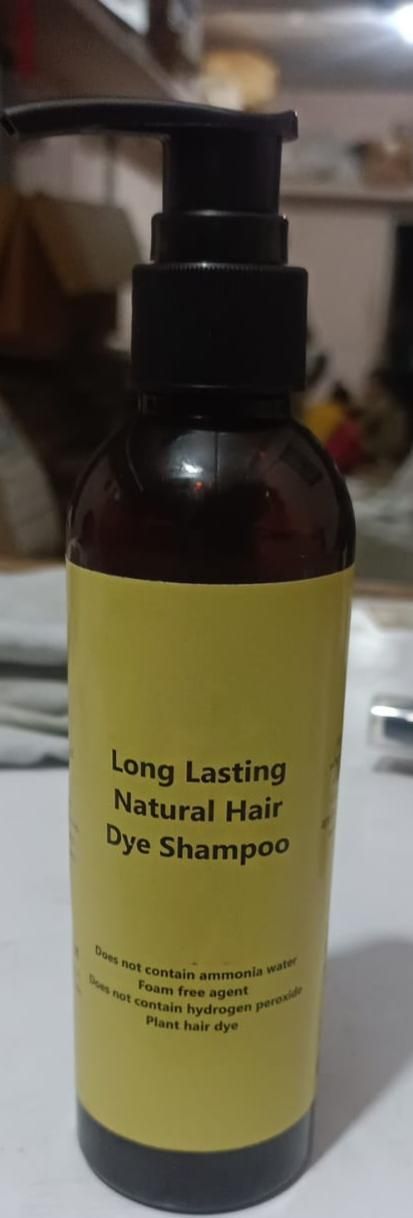 Long Lasting
Natural Hair
Dye Shampoo
Does not contain ammonia water
Foam free agent
Does not contain hydrogen peroxide
Plant hair dye